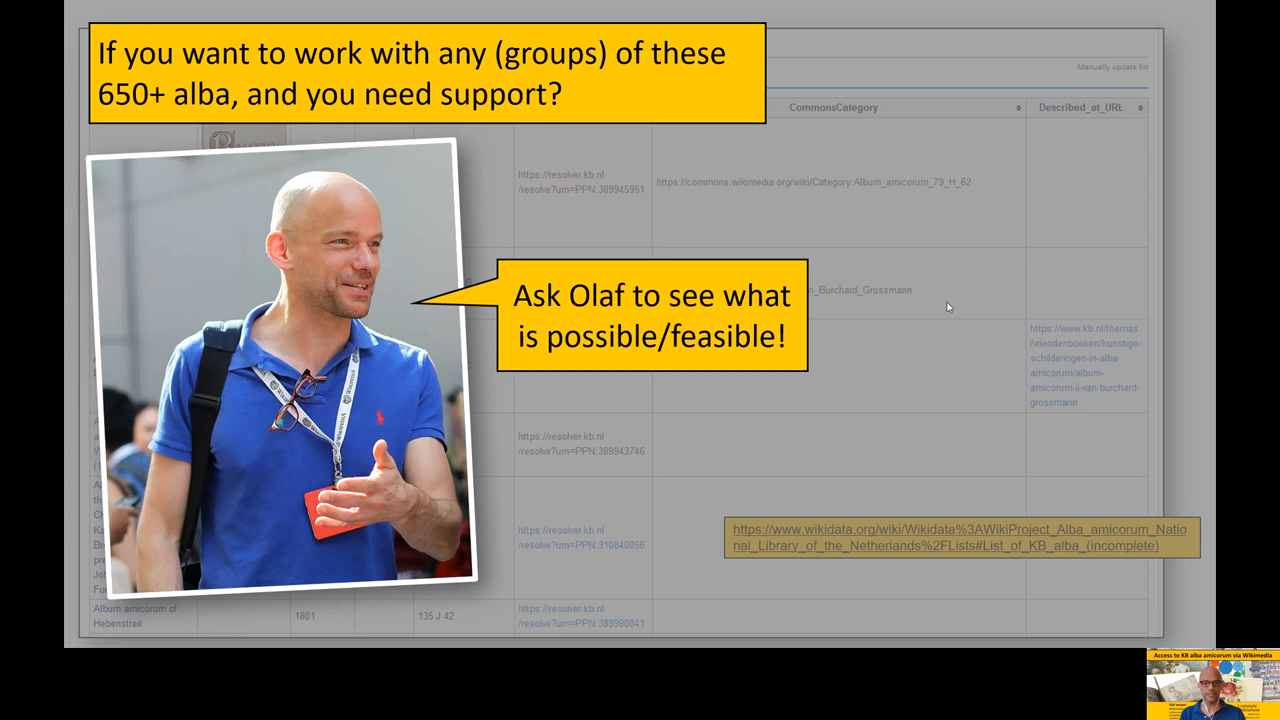 If you want to work with any (groups) of these
650+ alba, and you need support?
Manually update list
CommonsCategory
Described_at_URL
https://resolver.kb.nl
/resolve?urn=PPN:389945951
https://commons.wikimedia.org/wiki/Category:Album_amicorum_79_H_62
Ask Olaf to see what
is possible/feasible!
n_Burchard_Grossmann
https://www.kb.nl/themas
/vriendenboeken/kunstige-
schilderingen-in-alba-
amicorum/album-
amicorum-ii-van-burchard-
grossmann
https://resolver.kb.nl
/resolve?urn=PPN:389943746
https://resolver.kb.nl
/resolve?urn=PPN:310840856
https://www.wikidata.org/wiki/Wikidata%3AWikiProject_Alba_amicorum_Natio
nal_Library_of_the_Netherlands%2FLists#List_of_KB_alba_(incomplete)
Album amicorum of ...
Hebenstreit
1801
135 J 42
https://resolver.kb.nl
/resolve?urn=PPN:389990841
Access to KB alba amicorum via Wikimedia